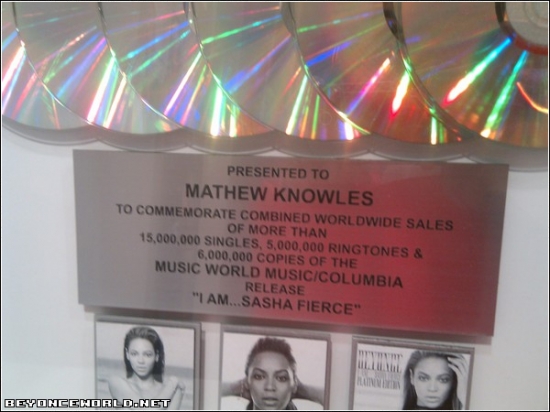 PRESENTED TO
MATHEW KNOWLES
TO COMMEMORATE COMBINED WORLDWIDE SALES
OF MORE THAN
15,000,000 SINGLES, 5,000,000 RINGTONES &
6,000,000 COPIES OF THE
MUSIC WORLD MUSIC/COLUMBIA
RELEASE
"I AM...SASHA FIERCE"
BEYONCÉ
PLATINUM EDITION
BEYONCEWORLD.NET